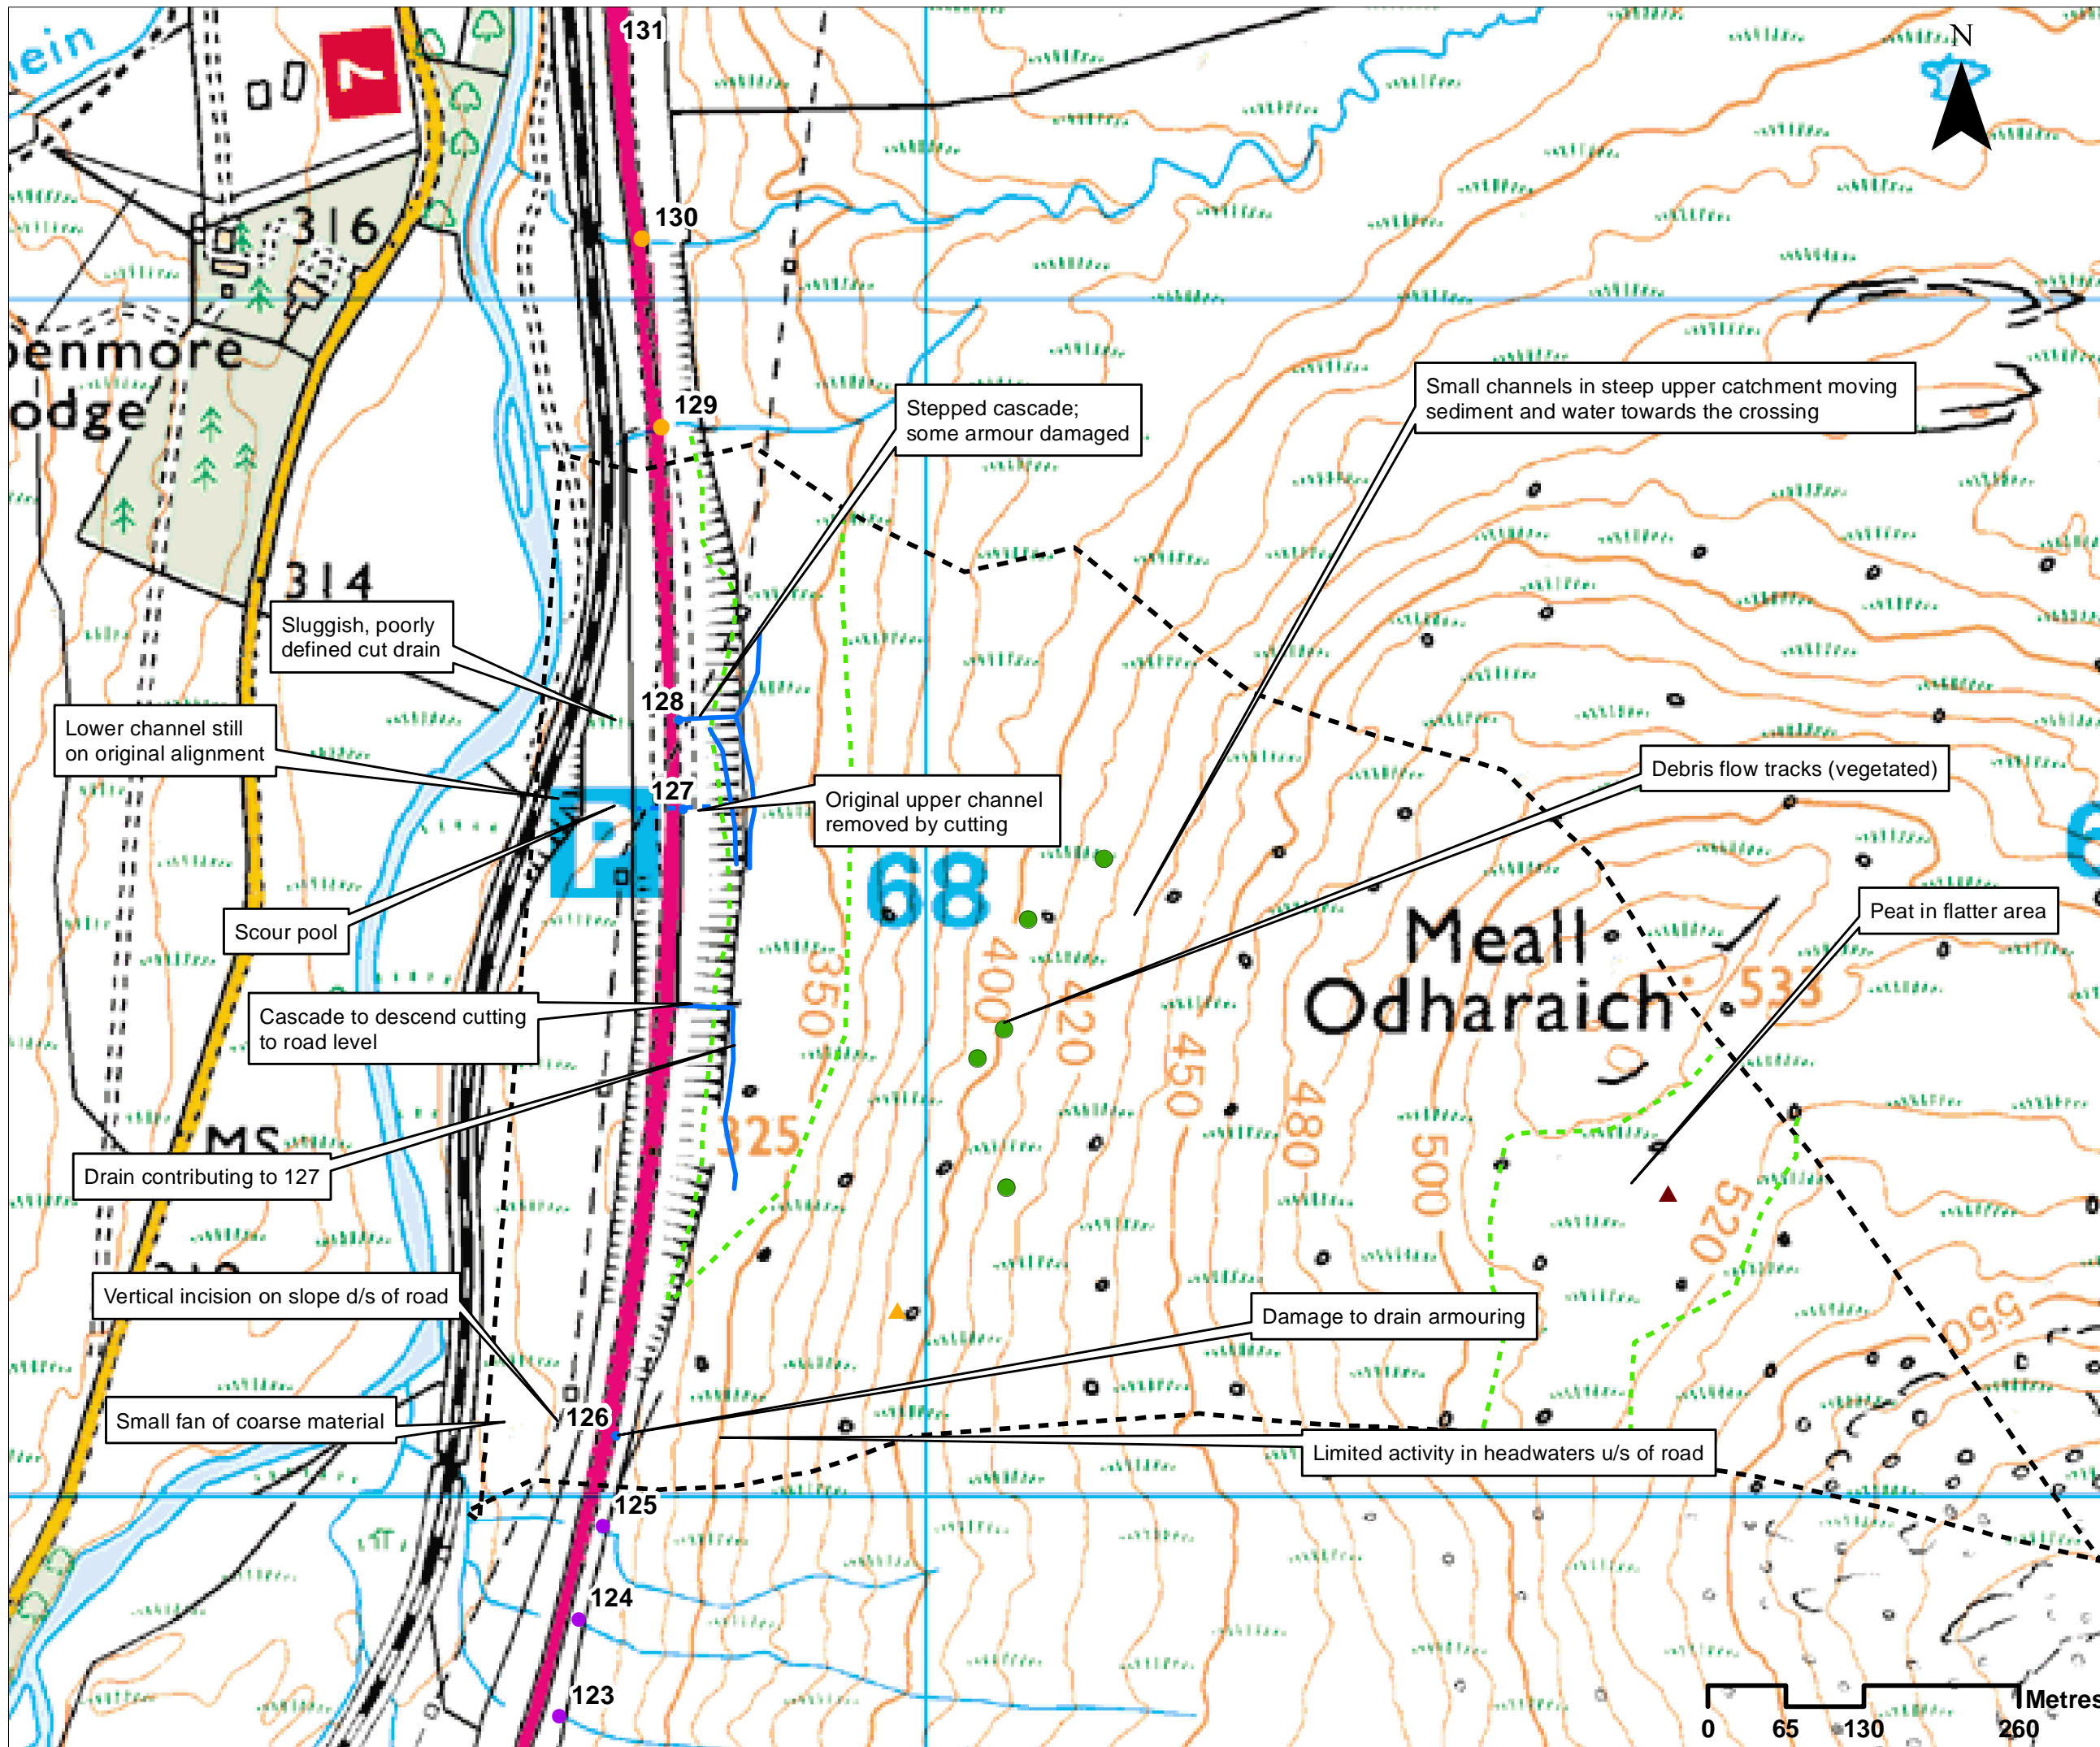 131
N
7
130
316
129
Small channels in steep upper catchment moving
sediment and water towards the crossing
Stepped cascade;
some armour damaged
314
Sluggish, poorly
defined cut drain
128
Lower channel still
on original alignment
Debris flow tracks (vegetated)
127
Original upper channel
removed by cutting
P
68
Peat in flatter area
Scour pool
Meall
Odharaich
533
350
400
420
450
480
500
520
550
Cascade to descend cutting
to road level
325
MS
Drain contributing to 127
Vertical incision on slope d/s of road
Damage to drain armouring
Small fan of coarse material
126
Limited activity in headwaters u/s of road
125
124
123
Metres
0 65 130 260